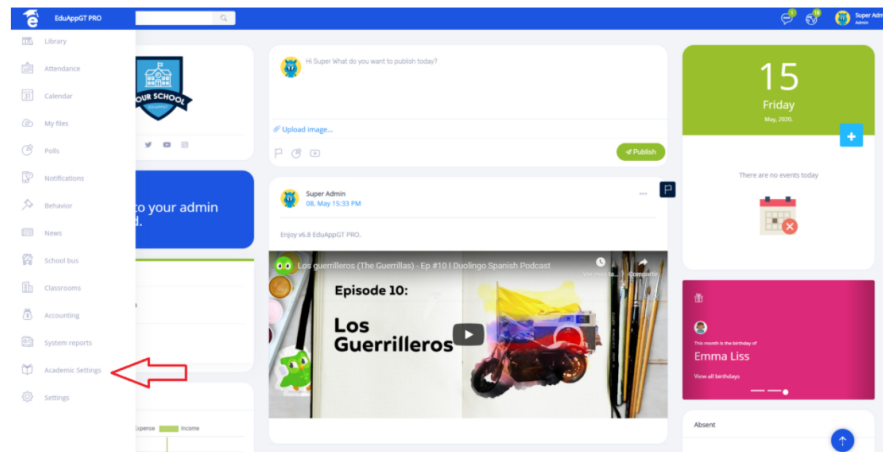 EduAppGT PRO
Super Adm
Admin
Library
Attendance
Calendar
My files
Polls
Notifications
Behavior
News
School bus
Classrooms
Accounting
System reports
Academic Settings
Settings
OUR SCHOOL
to your admin
Expense
Income
Hi Super What do you want to publish today?
Upload image...
Publish
Super Admin
08, May 15:33 PM
Enjoy v6.8 EduAppGT PRO.
Los guerrilleros (The Guerrillas) - Ep #10 I Duolingo Spanish Podcast
Episode 10:
Los
Guerrilleros
15
Friday
May, 2020.
+
There are no events today
This month is the birthday of
Emma Liss
View all birthdays
Absent